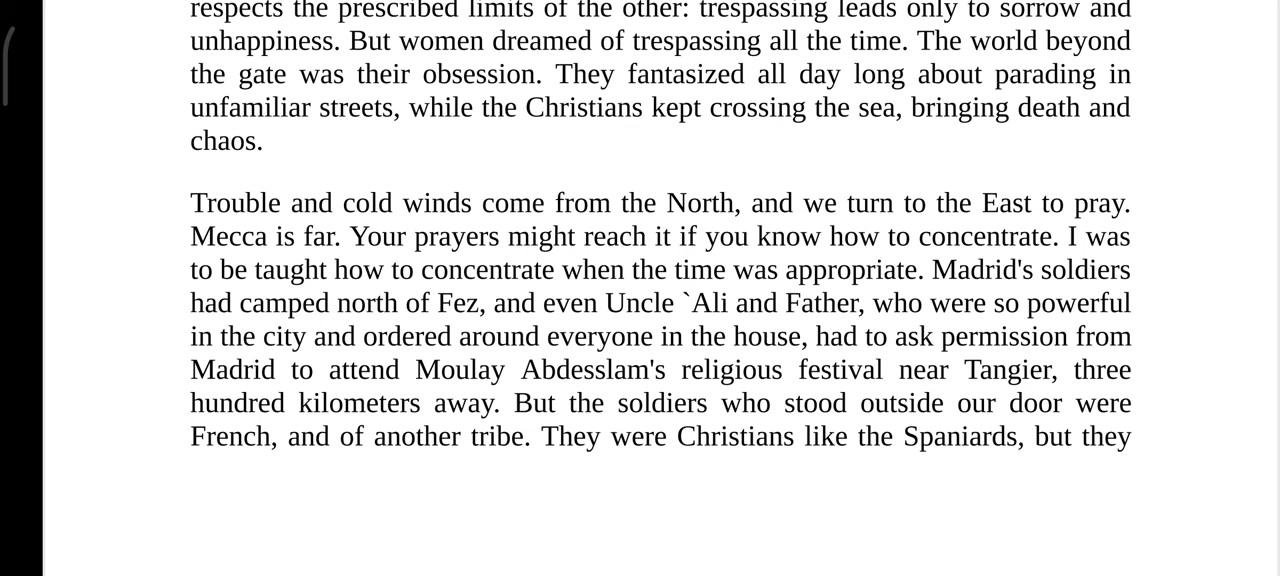 respects the prescribed limits of the other: trespassing leads only to sorrow and
unhappiness. But women dreamed of trespassing all the time. The world beyond
the gate was their obsession. They fantasized all day long about parading in
unfamiliar streets, while the Christians kept crossing the sea, bringing death and
chaos.
Trouble and cold winds come from the North, and we turn to the East to pray.
Mecca is far. Your prayers might reach it if you know how to concentrate. I was
to be taught how to concentrate when the time was appropriate. Madrid's soldiers
had camped north of Fez, and even Uncle `Ali and Father, who were so powerful
in the city and ordered around everyone in the house, had to ask permission from
Madrid to attend Moulay Abdesslam's religious festival near Tangier, three
hundred kilometers away. But the soldiers who stood outside our door were
French, and of another tribe. They were Christians like the Spaniards, but they